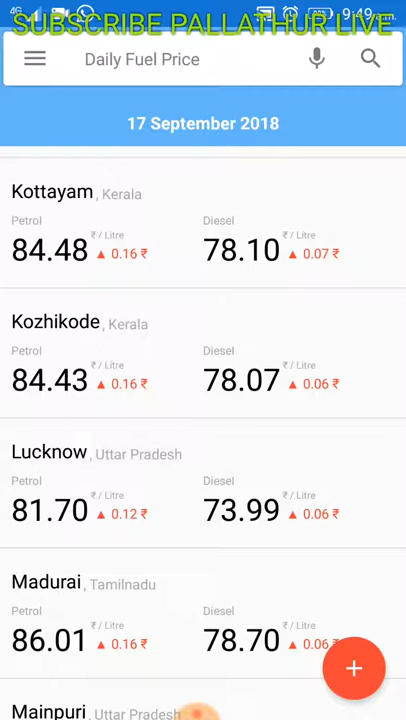 4G 9:49 a.m.
SUBSCRIBE PALLATHUR LIVE
Daily Fuel Price
17 September 2018
Kottayam, Kerala
Petrol Diesel
₹ / Litre ₹ / Litre
84.48 ▲ 0.16 ₹ 78.10 ▲ 0.07 ₹
Kozhikode, Kerala
Petrol Diesel
₹ / Litre ₹ / Litre
84.43 ▲ 0.16 ₹ 78.07 ▲ 0.06 ₹
Lucknow, Uttar Pradesh
Petrol Diesel
₹ / Litre ₹ / Litre
81.70 ▲ 0.12 ₹ 73.99 ▲ 0.06 ₹
Madurai, Tamilnadu
Petrol Diesel
₹ / Litre ₹ / Litre
86.01 ▲ 0.16 ₹ 78.70 ▲ 0.06
+
Mainpuri, Uttar Pradesh